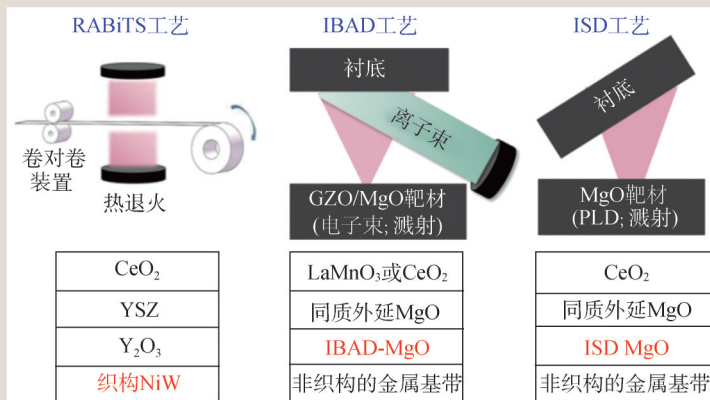 RABiTS工艺
IBAD工艺
ISD工艺
卷对卷
装置
热退火
衬底
离子束
GZO/MgO靶材
(电子束; 溅射)
衬底
MgO靶材
(PLD; 溅射)
CeO₂
YSZ
Y₂O₃
织构NiW
LaMnO₃或CeO₂
同质外延MgO
IBAD-MgO
非织构的金属基带
CeO₂
同质外延MgO
ISD MgO
非织构的金属基带